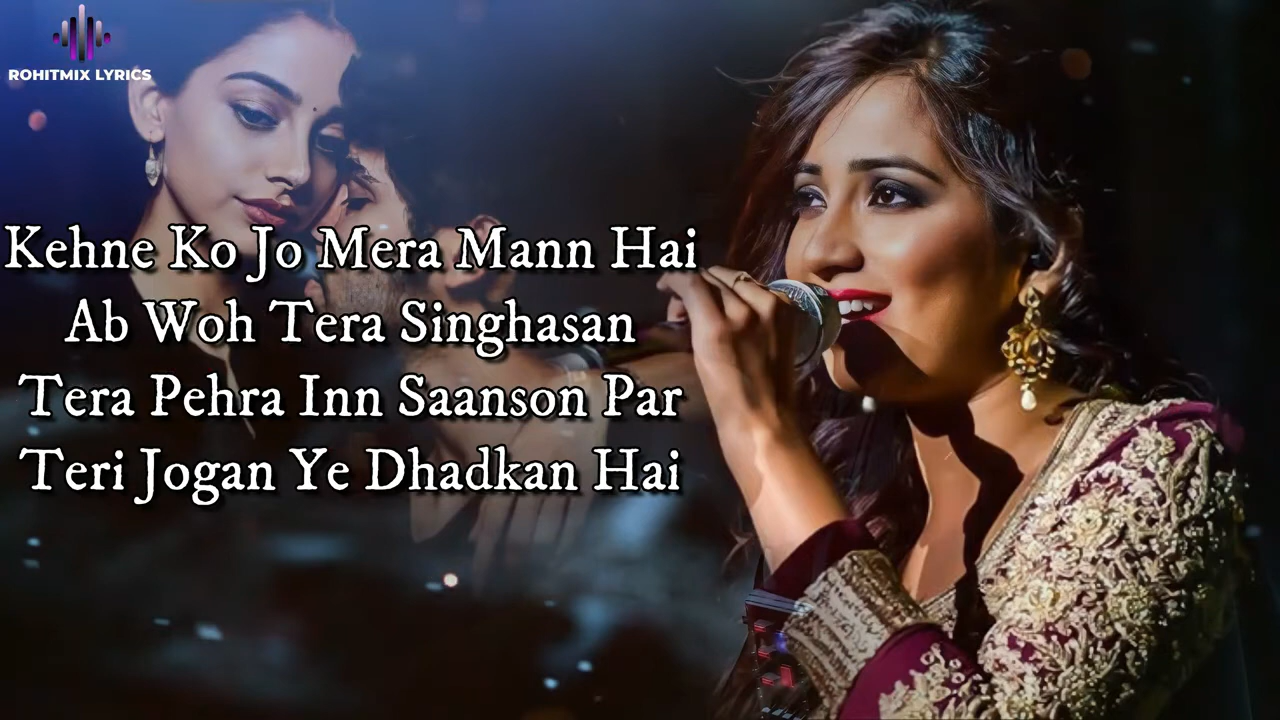 ROHITMIX LYRICS
Kehne Ko Jo Mera Mann Hai
Ab Woh Tera Singhasan
Tera Pehra Inn Saanson Par
Teri Jogan Ye Dhadkan Hai